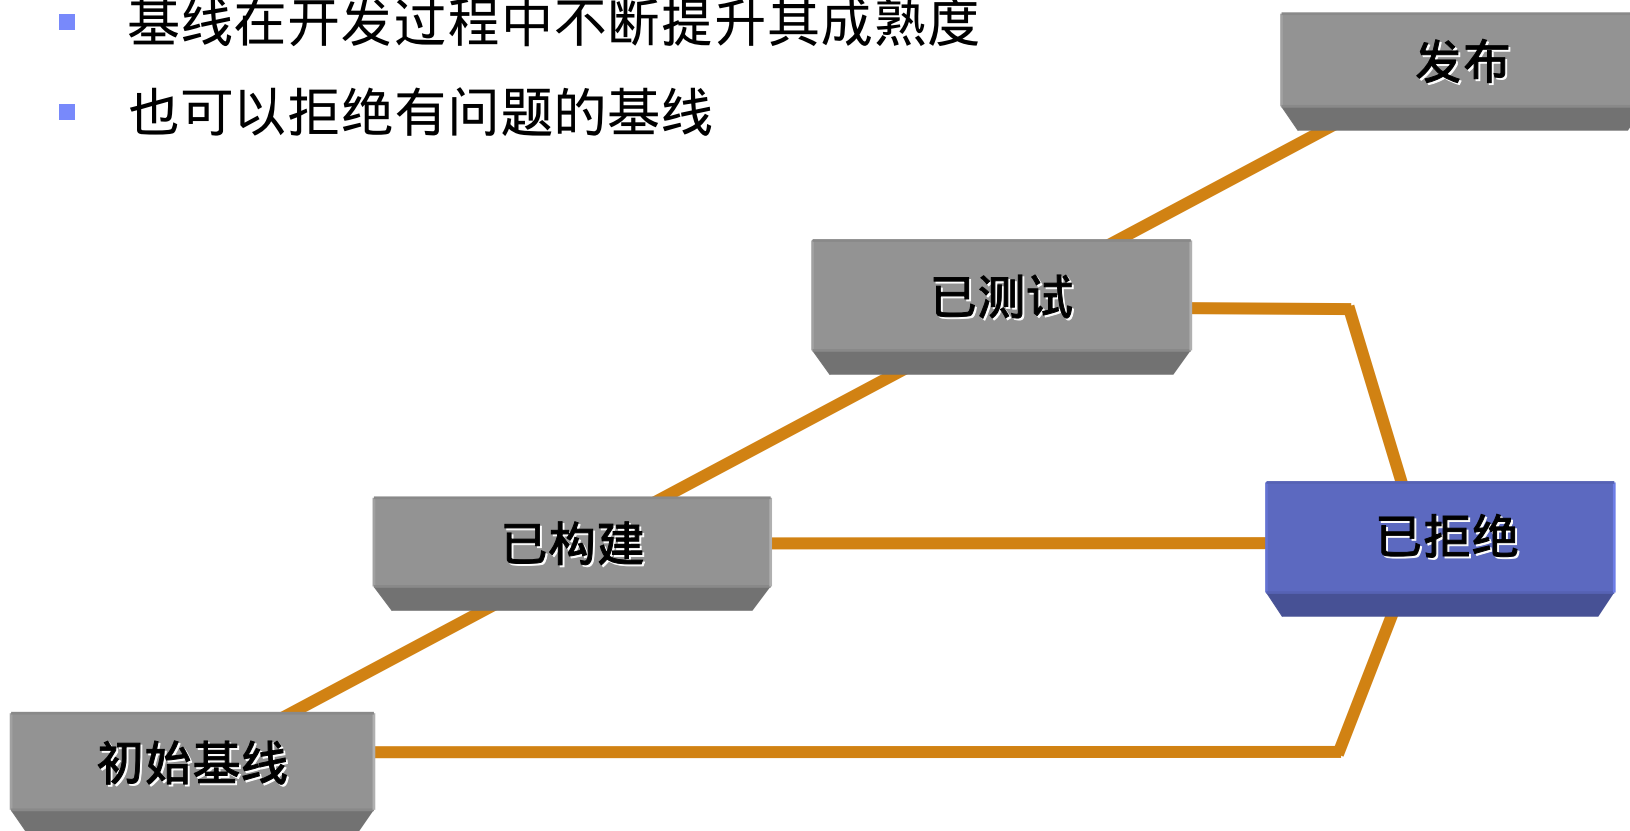 基线在开发过程中不断提升其成熟度
也可以拒绝有问题的基线
发布
已测试
已构建
已拒绝
初始基线